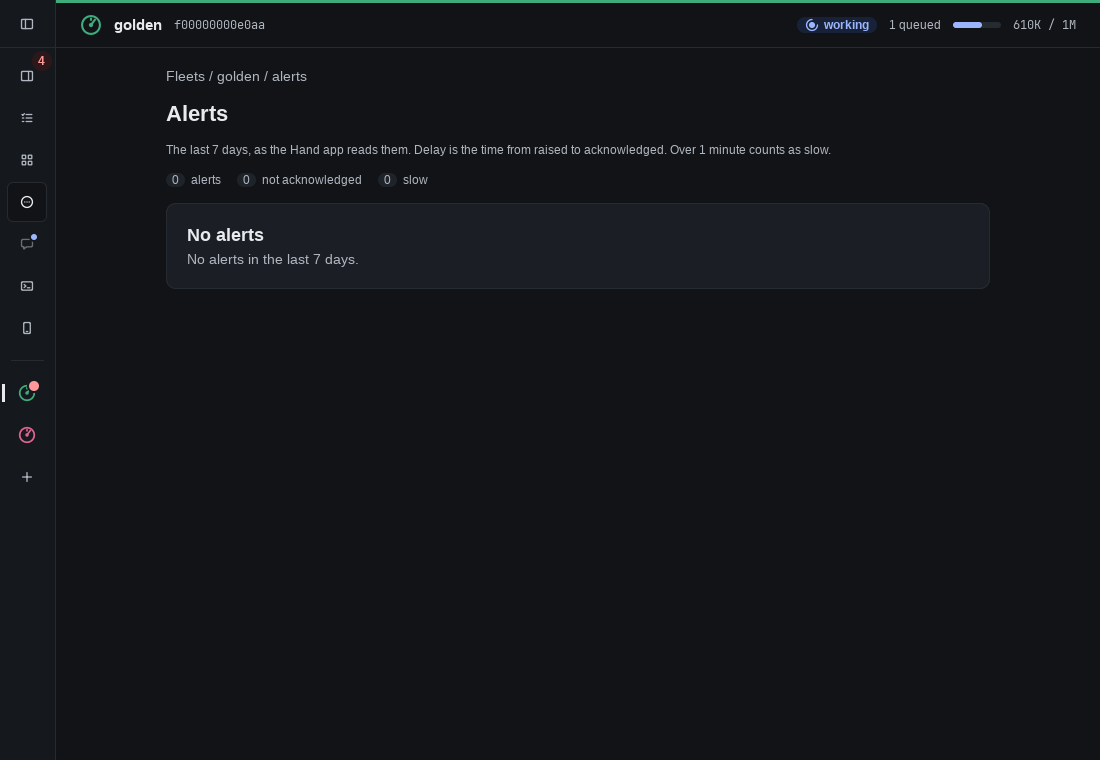 golden f00000000e0aa working 1 queued 610K / 1M
4
Fleets / golden / alerts
Alerts
The last 7 days, as the Hand app reads them. Delay is the time from raised to acknowledged. Over 1 minute counts as slow.
0 alerts 0 not acknowledged 0 slow
No alerts
No alerts in the last 7 days.